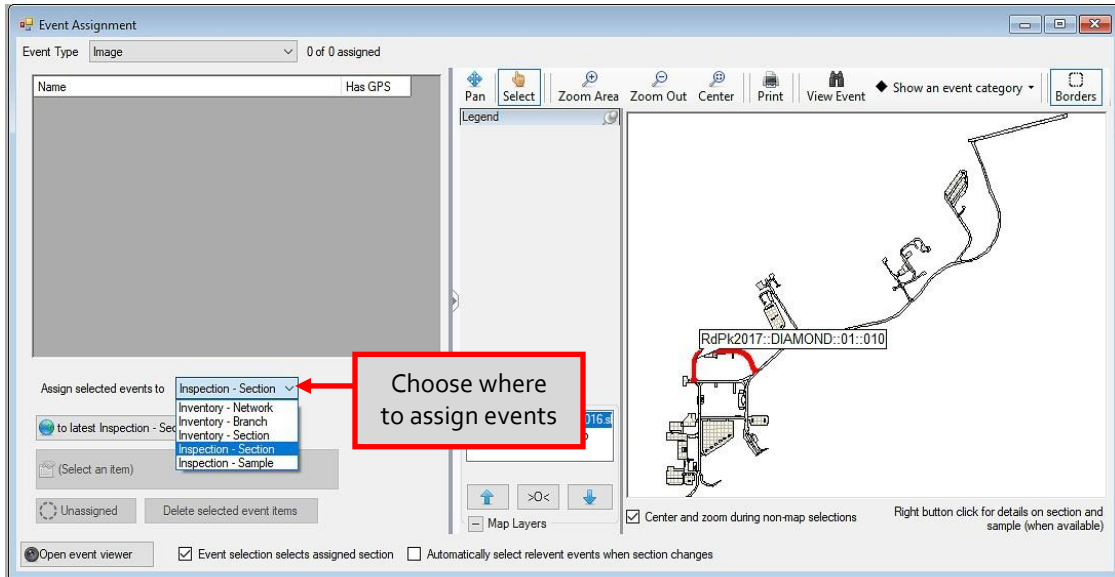 Event Assignment
Event Type Image 0 of 0 assigned
Name Has GPS
Pan Select Zoom Area Zoom Out Center Print View Event Show an event category Borders
Legend
RdPk2017::DIAMOND::01::010
Assign selected events to Inspection - Section
Inventory - Network
Inventory - Branch
Inventory - Section
Inspection - Section
Inspection - Sample
to latest Inspection - Sec
(Select an item)
Unassigned Delete selected event items
Choose where
to assign events
016.s
>0<
Map Layers
Center and zoom during non-map selections
Right button click for details on section and
sample (when available)
Open event viewer Event selection selects assigned section Automatically select relevent events when section changes